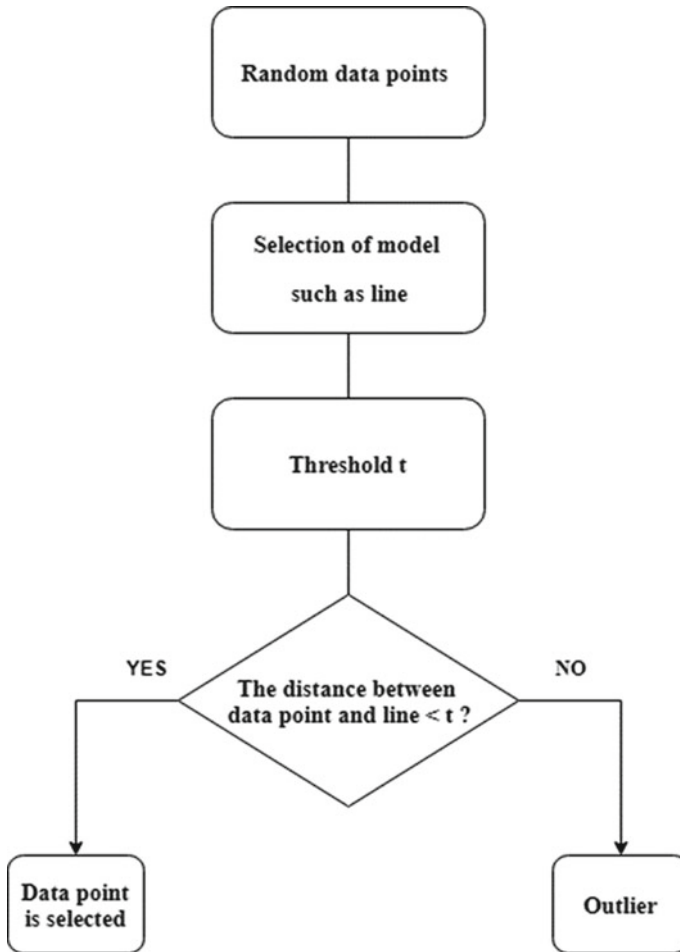 Random data points
Selection of model
such as line
Threshold t
YES
NO
The distance between
data point and line < t ?
Data point
is selected
Outlier